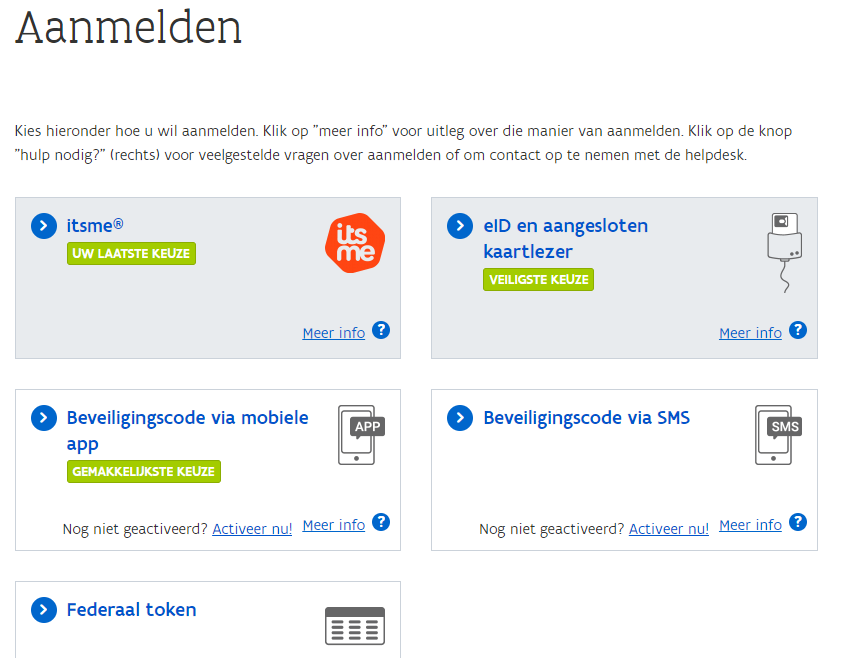 Aanmelden
Kies hieronder hoe u wil aanmelden. Klik op "meer info" voor uitleg over die manier van aanmelden. Klik op de knop
"hulp nodig?" (rechts) voor veelgestelde vragen over aanmelden of om contact op te nemen met de helpdesk.
itsme®
UW LAATSTE KEUZE
its
me
Meer info ?
eID en aangesloten
kaartlezer
VEILIGSTE KEUZE
Meer info ?
Beveiligingscode via mobiele
app
GEMAKKELIJKSTE KEUZE
APP
Nog niet geactiveerd? Activeer nu! Meer info ?
Beveiligingscode via SMS
SMS
Nog niet geactiveerd? Activeer nu! Meer info ?
Federaal token